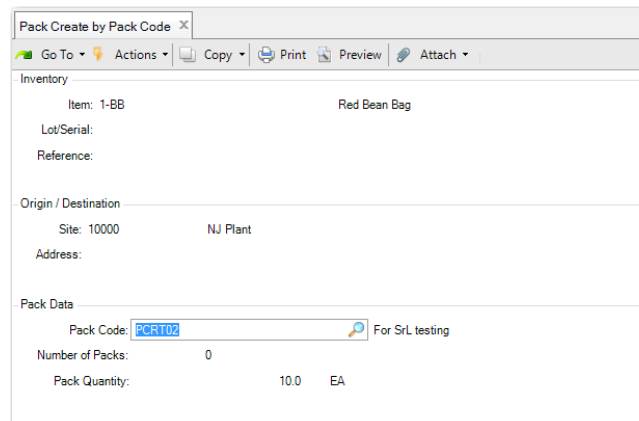 Pack Create by Pack Code
Go To Actions Copy Print Preview Attach
Inventory
Item: 1-BB Red Bean Bag
Lot/Serial:
Reference:
Origin / Destination
Site: 10000 NJ Plant
Address:
Pack Data
Pack Code: PCRT02 For SrL testing
Number of Packs: 0
Pack Quantity: 10.0 EA